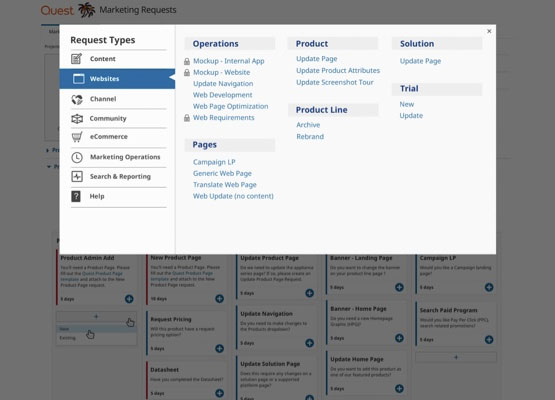 Quest
Marketing Requests
Request Types
Content
Websites
Channel
Community
eCommerce
Marketing Operations
Search & Reporting
Help
Operations
Mockup - Internal App
Mockup - Website
Update Navigation
Web Development
Web Page Optimization
Web Requirements
Pages
Campaign LP
Generic Web Page
Translate Web Page
Web Update (no content)
Product
Update Page
Update Product Attributes
Update Screenshot Tour
Product Line
Archive
Rebrand
Solution
Update Page
Trial
New
Update
×
Product Admin Add
You'll need a Product Page. Please
fill out the Quest Product Page
template and attach to the New
Product Page request.
5 days
+
New
Existing
New Product Page
You'll need a Product Page. Please
fill out the Quest Product Page
template and attach to the New
Product Page request.
10 days
Request Pricing
Will this product have a request
pricing option?
5 days
Datasheet
Have you completed the Datasheet?
5 days
Update Product Page
Do we need to update the appliance
series page? If so, please create an
Update Product Page Request.
5 days
Update Navigation
Do you need to make changes to
the Products dropdown?
5 days
Update Solution Page
Does this require any changes on a
solution page or a supported
platform page?
5 days
Banner - Landing Page
Do you want to change the banner
on your product line page ?
5 days
Banner - Home Page
Do you need a new Homepage
Graphic (HPG)?
5 days
Update Home Page
Do you want to add this product as
one of our featured products?
5 days
Campaign LP
Would you like a Campaign landing
page?
5 days
Search Paid Program
Would you like Pay For Click (PPC),
search related promotions?
5 days
+